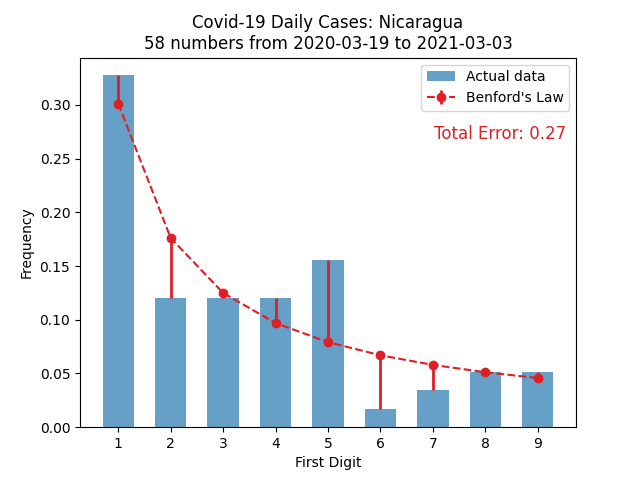 Covid-19 Daily Cases: Nicaragua
58 numbers from 2020-03-19 to 2021-03-03
Actual data
Benford's Law
Total Error: 0.27
Frequency
0.30
0.25
0.20
0.15
0.10
0.05
0.00
1 2 3 4 5 6 7 8 9
First Digit